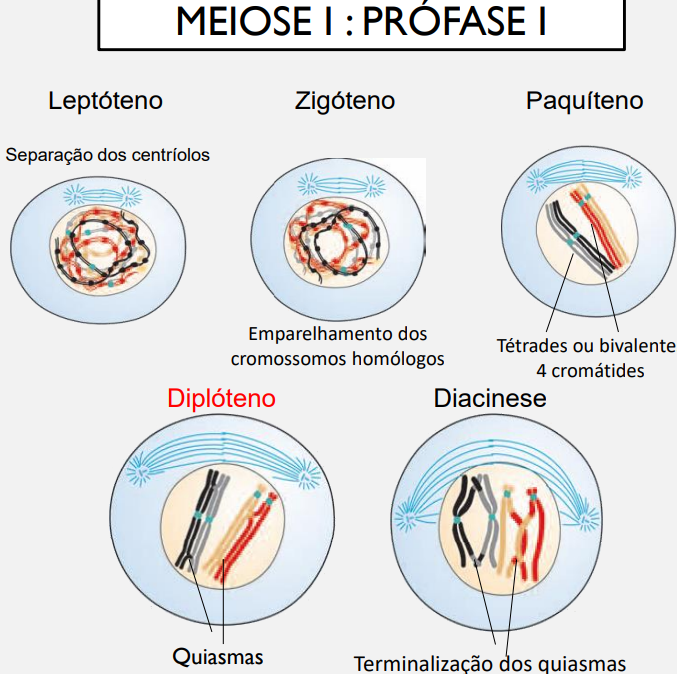 MEIOSE I : PRÓFASE I
Leptóteno
Zigóteno
Paquíteno
Separação dos centríolos
Emparelhamento dos
cromossomos homólogos
Tétrades ou bivalente
4 cromátides
Diplóteno
Diacinese
Quiasmas
Terminalização dos quiasmas